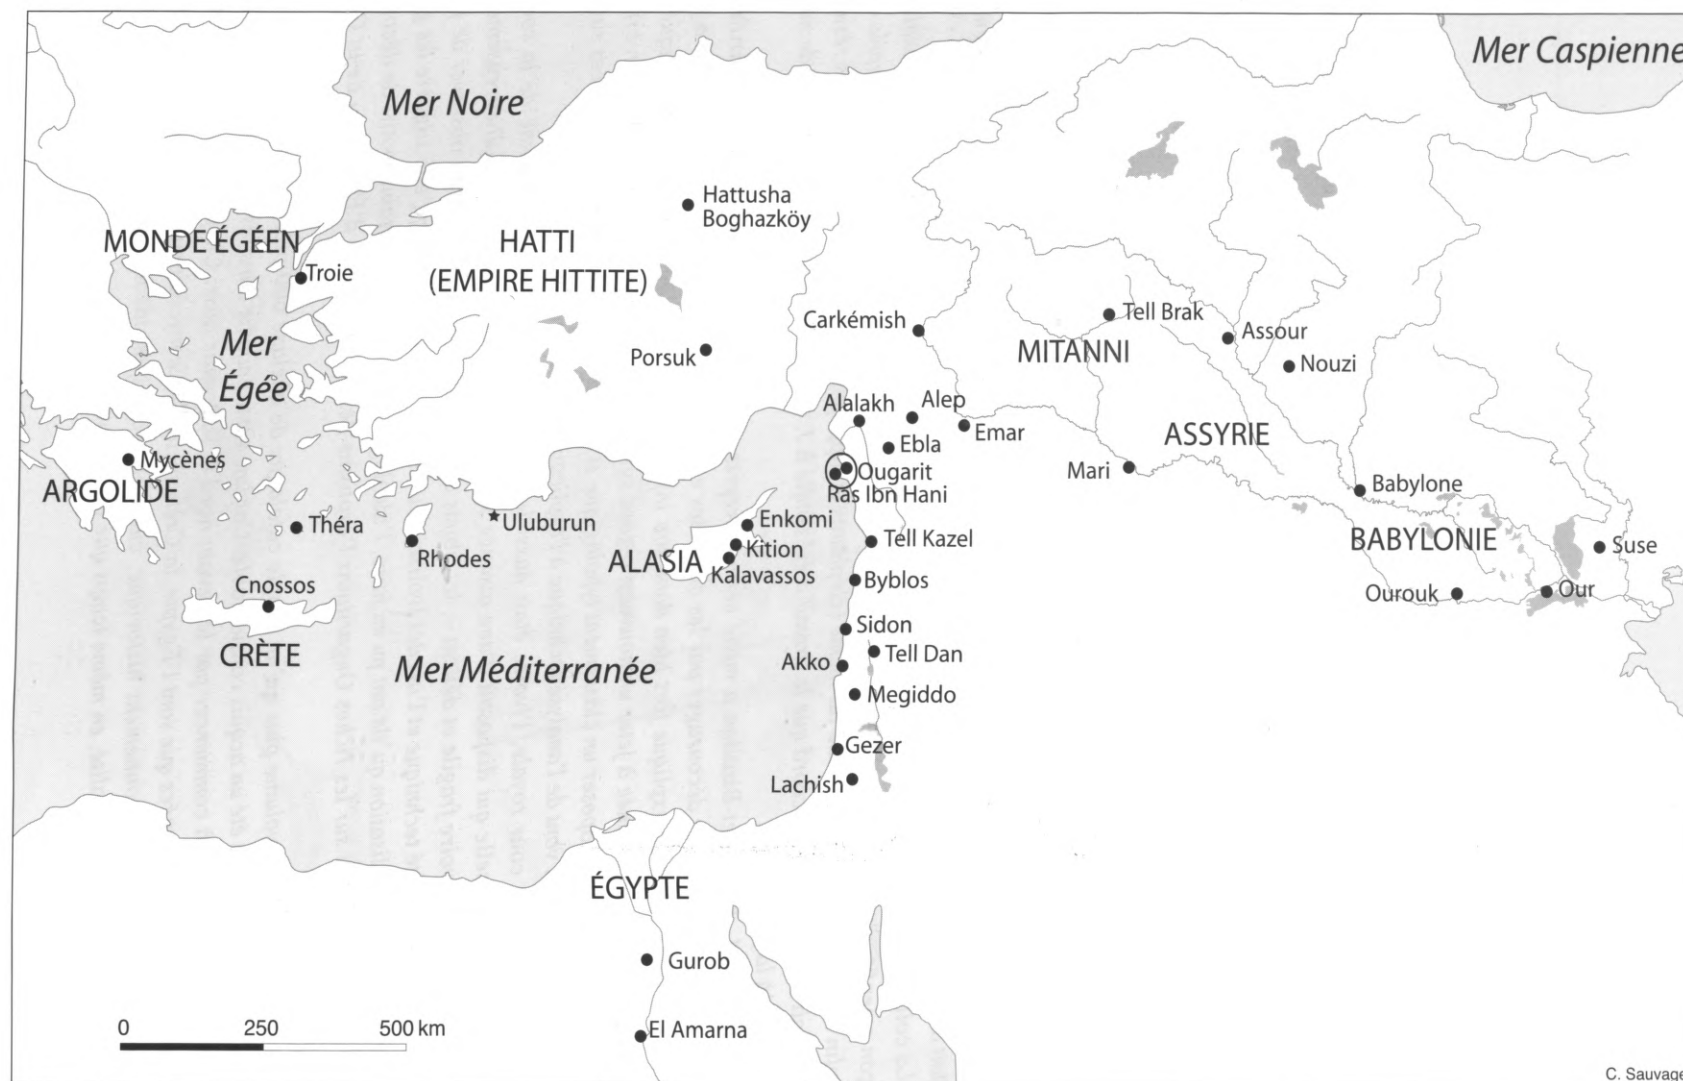 Mer Caspienne
Mer Noire
Hattusha
Boghazköy
MONDE ÉGÉEN
HATTI
(EMPIRE HITTITE)
Troie
Carkémish
Tell Brak
Assour
MITANNI
Nouzi
Mer
Égée
Porsuk
Alalakh
Alep
Emar
Ebla
ASSYRIE
Mycènes
ARGOLIDE
Ougarit
Ras Ibn Hani
Mari
Babylone
Théra
Rhodes
Uluburun
Enkomi
Kition
Kalavassos
ALASIA
Tell Kazel
BABYLONIE
Suse
Byblos
Ourouk
Our
Cnossos
CRÈTE
Sidon
Mer Méditerranée
Akko
Tell Dan
Megiddo
Gezer
Lachish
ÉGYPTE
Gurob
El Amarna
0 250 500 km
C. Sauvage